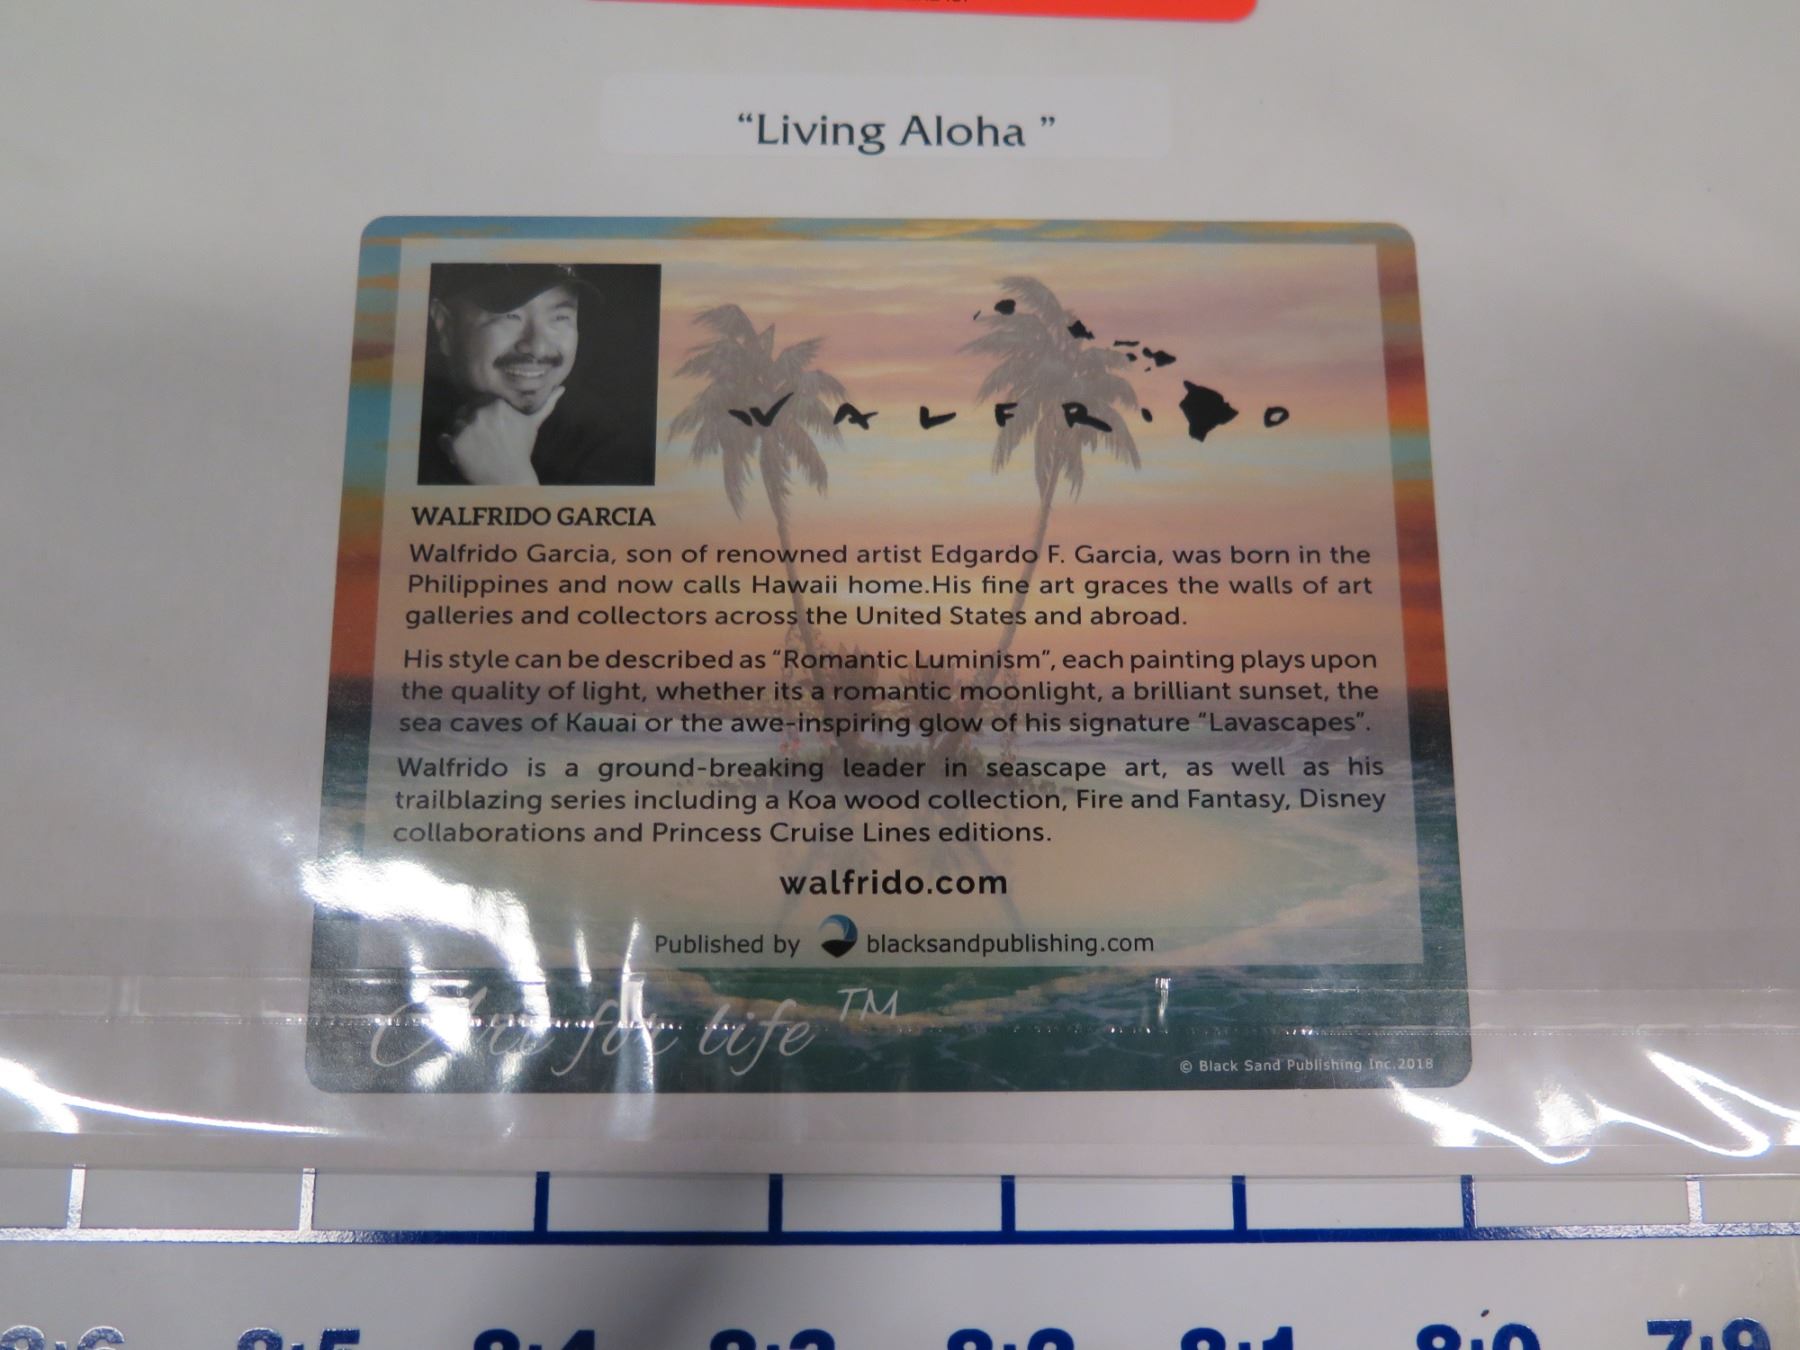 “Living Aloha ”
WALFRIDO
WALFRIDO GARCIA
Walfrido Garcia, son of renowned artist Edgardo F. Garcia, was born in the
Philippines and now calls Hawaii home.His fine art graces the walls of art
galleries and collectors across the United States and abroad.
His style can be described as “Romantic Luminism”, each painting plays upon
the quality of light, whether its a romantic moonlight, a brilliant sunset, the
sea caves of Kauai or the awe-inspiring glow of his signature “Lavascapes”.
Walfrido is a ground-breaking leader in seascape art, as well as his
trailblazing series including a Koa wood collection, Fire and Fantasy, Disney
collaborations and Princess Cruise Lines editions.
walfrido.com
Published by blacksandpublishing.com
Art for life TM
© Black Sand Publishing Inc.2018